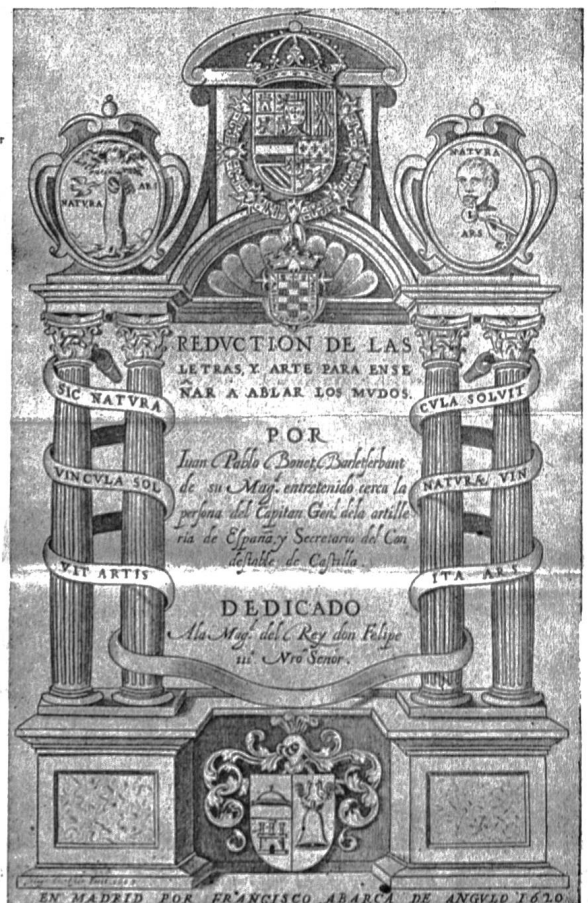 NATVRA
ARS
NATVRA
ARS
REDVCTION DE LAS
LETRAS, Y ARTE PARA ENSE
ÑAR A ABLAR LOS MVDOS.
SIC NATVRA
VINCVLA SOL
VIT ARTIS
CVLA SOLVIT
NATVRÆ VIN
ITA ARS
POR
Iuan Pablo Bonet, Barletserbant
de su Mag. entretenido cerca la
persona del Capitan Gen. dela artille
ria de España, y Secretario del Con
destable de Castilla.
DEDICADO
Ala Mag. del Rey don Felipe
iii. Nro Señor.
EN MADRID POR FRANCISCO ABARCA DE ANGVLO 1620